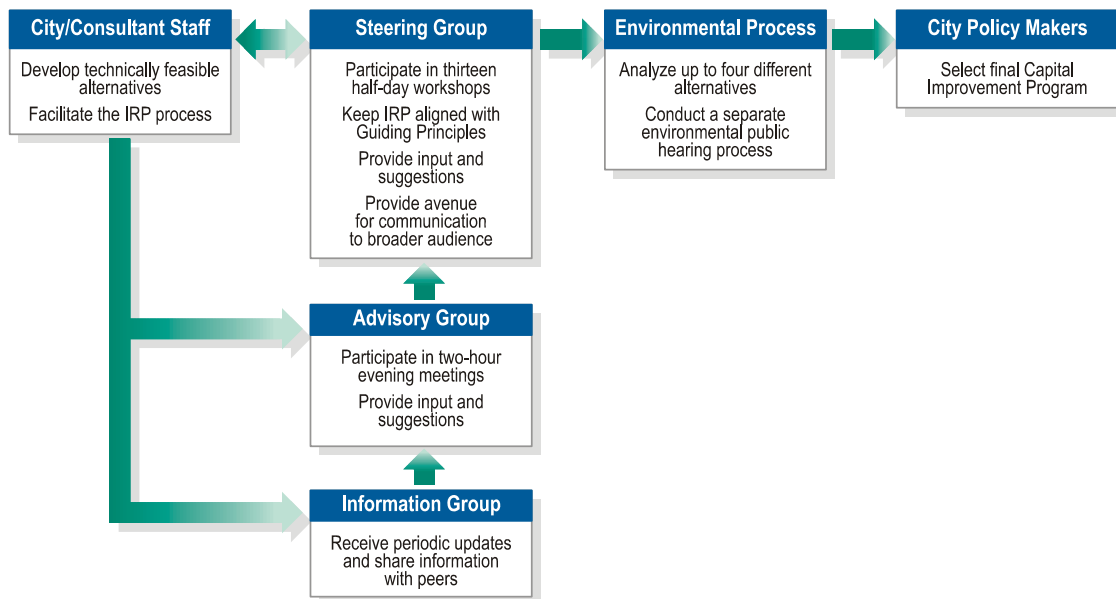 City/Consultant Staff
Develop technically feasible
alternatives
Facilitate the IRP process
Steering Group
Participate in thirteen
half-day workshops
Keep IRP aligned with
Guiding Principles
Provide input and
suggestions
Provide avenue
for communication
to broader audience
Environmental Process
Analyze up to four different
alternatives
Conduct a separate
environmental public
hearing process
City Policy Makers
Select final Capital
Improvement Program
Advisory Group
Participate in two-hour
evening meetings
Provide input and
suggestions
Information Group
Receive periodic updates
and share information
with peers